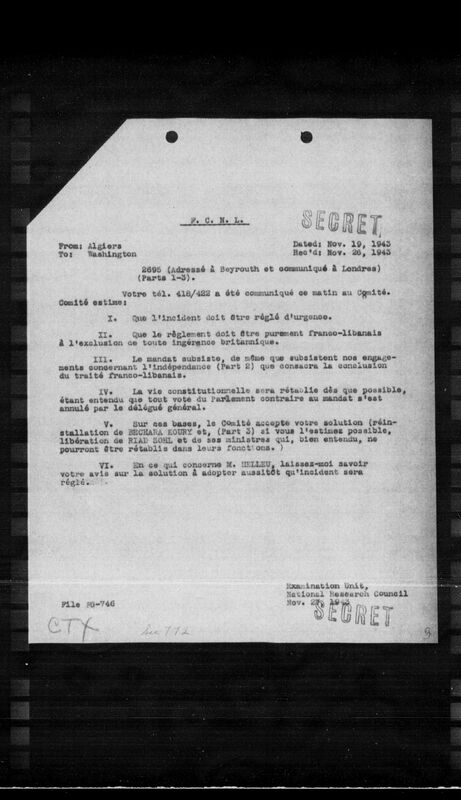 F. C. N. L.
SECRET
From: Algiers
To: Washington
Dated: Nov. 19, 1943
Rec'd: Nov. 26, 1943
2695 (Adressé à Beyrouth et communiqué à Londres)
(Parts 1-3).
Votre tél. 418/422 a été communiqué ce matin au Comité.
Comité estime:
I. Que l'incident doit être réglé d'urgence.
II. Que le règlement doit être purement franco-libanais
à l'exclusion de toute ingérence britannique.
III. Le mandat subsiste, de même que subsistent nos engage-
ments concernant l'indépendance (Part 2) que consacra la conclusion
du traité franco-libanais.
IV. La vie constitutionnelle sera rétablie dès que possible,
étant entendu que tout vote du Parlement contraire au mandat s'est
annulé par le délégué général.
V. Sur ces bases, le Comité accepte votre solution (réin-
stallation de BECHARA KOURY et, (Part 3) si vous l'estimez possible,
libération de RIAD SOHL et de ses ministres qui, bien entendu, ne
pourront être rétablis dans leurs fonctions. )
VI. En ce qui concerne M. HELLEU, laissez-moi savoir
votre avis sur la solution à adopter aussitôt qu'incident sera
réglé.
Examination Unit,
National Research Council
Nov. 1943
SECRET
File FG-746
CTX
See 772